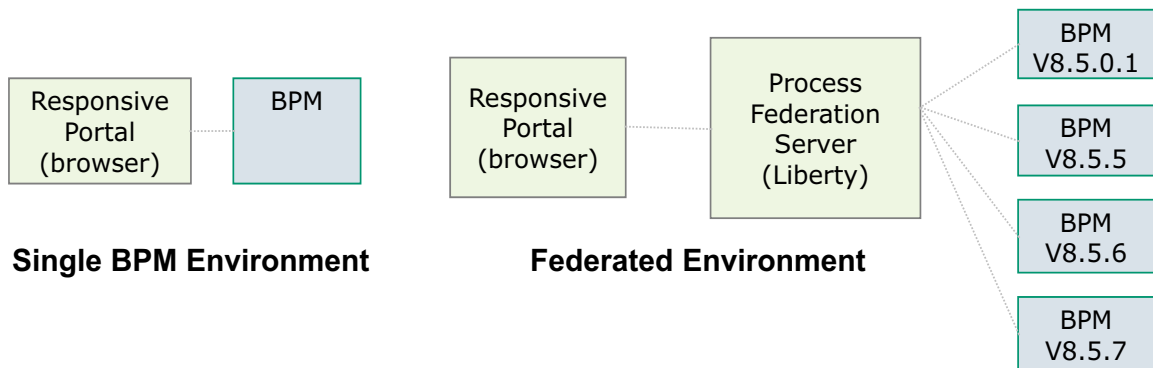 Responsive
Portal
(browser)
BPM
Single BPM Environment
Responsive
Portal
(browser)
Process
Federation
Server
(Liberty)
Federated Environment
BPM
V8.5.0.1
BPM
V8.5.5
BPM
V8.5.6
BPM
V8.5.7